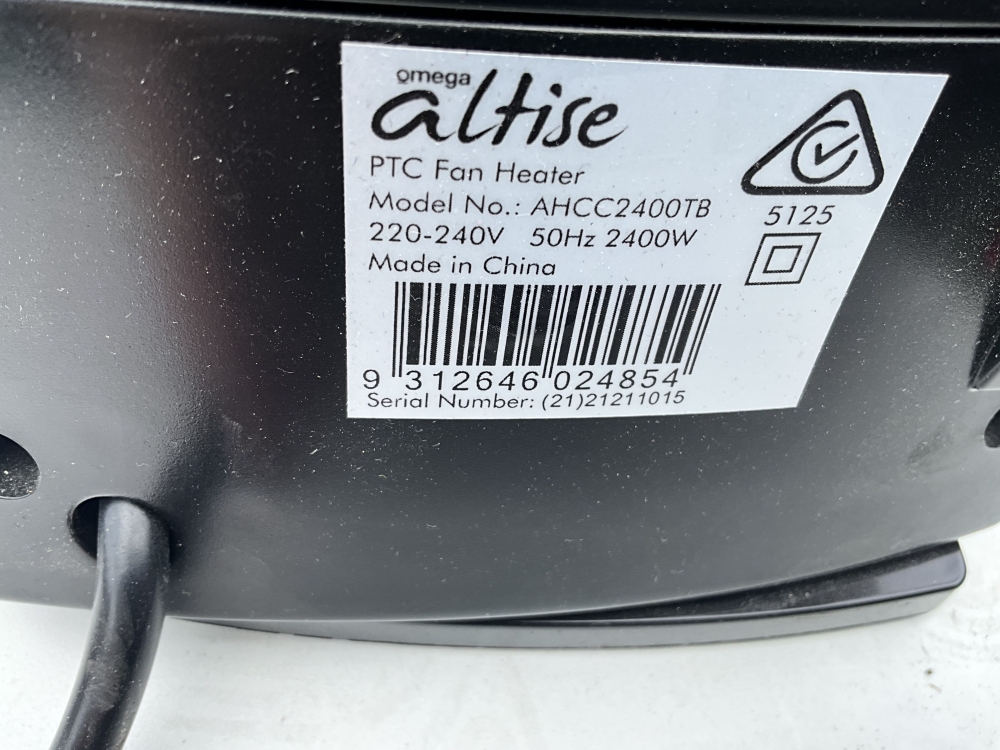 omega
altise
PTC Fan Heater
Model No.: AHCC2400TB
220-240V 50Hz 2400W
Made in China
9 312646 024854
Serial Number: (21)21211015
5125